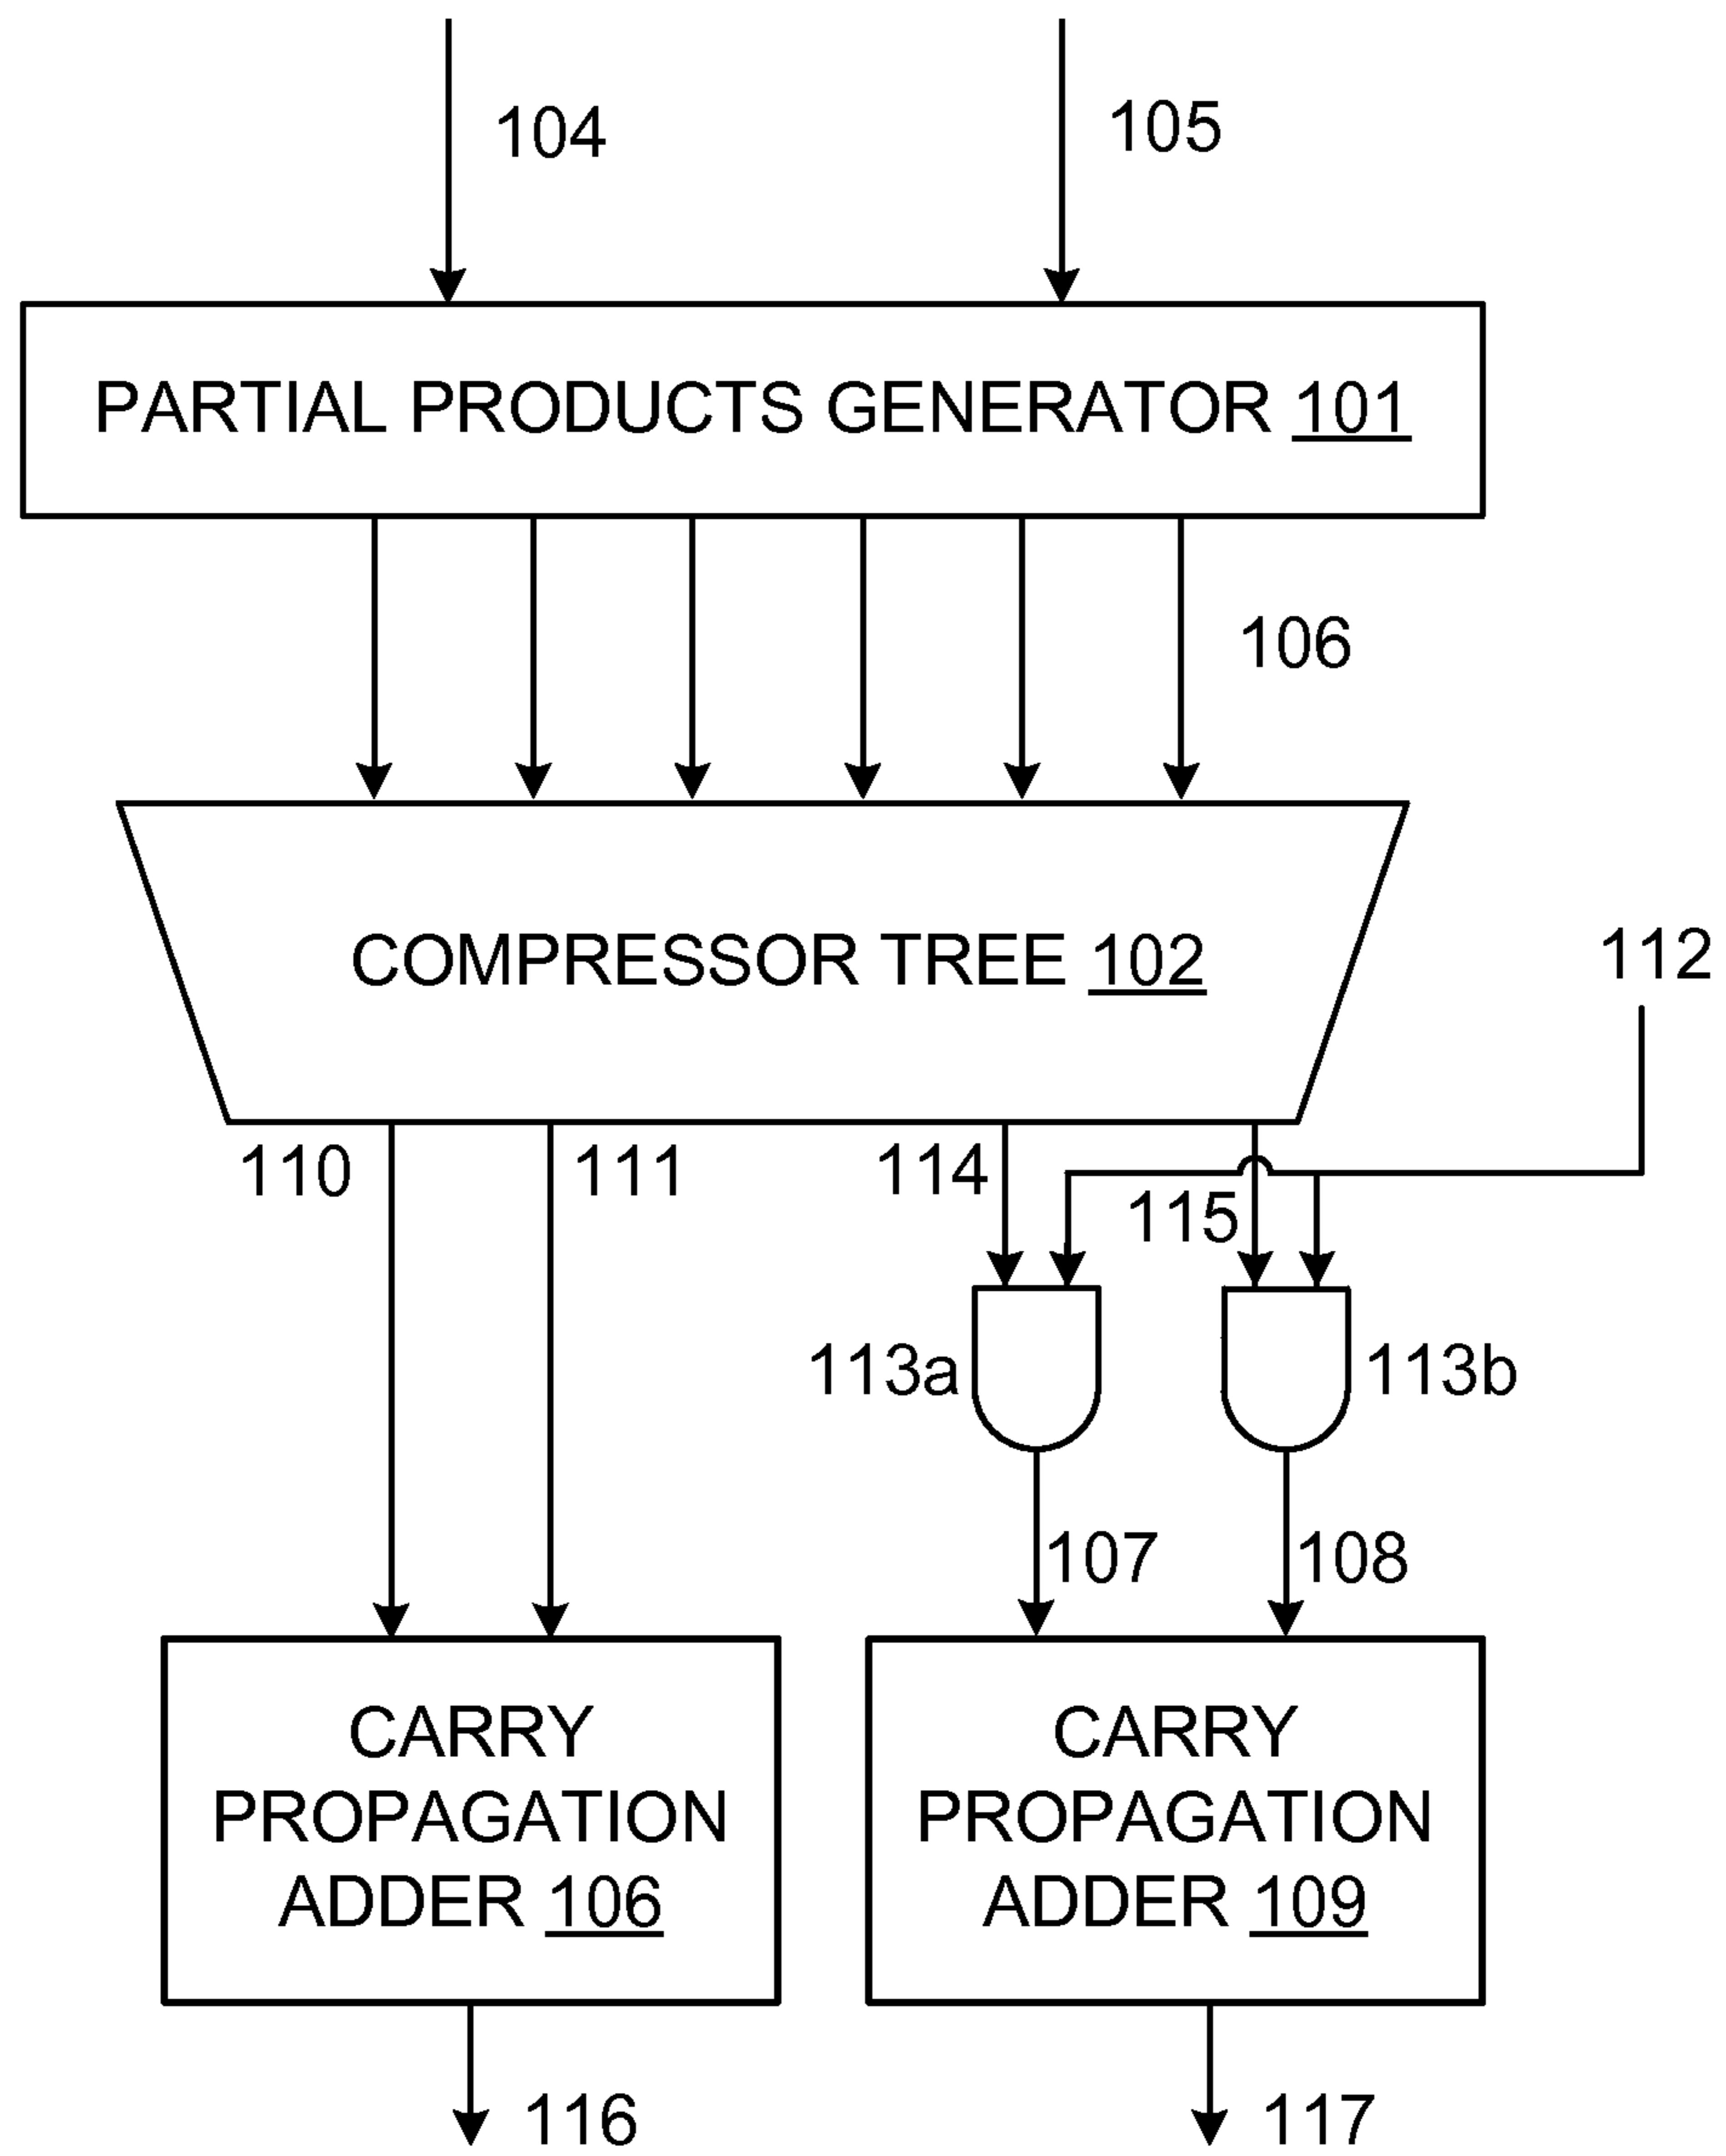 104
105
PARTIAL PRODUCTS GENERATOR 101
106
COMPRESSOR TREE 102
112
110
111
114
115
113a
113b
107
108
CARRY
PROPAGATION
ADDER 106
CARRY
PROPAGATION
ADDER 109
116
117